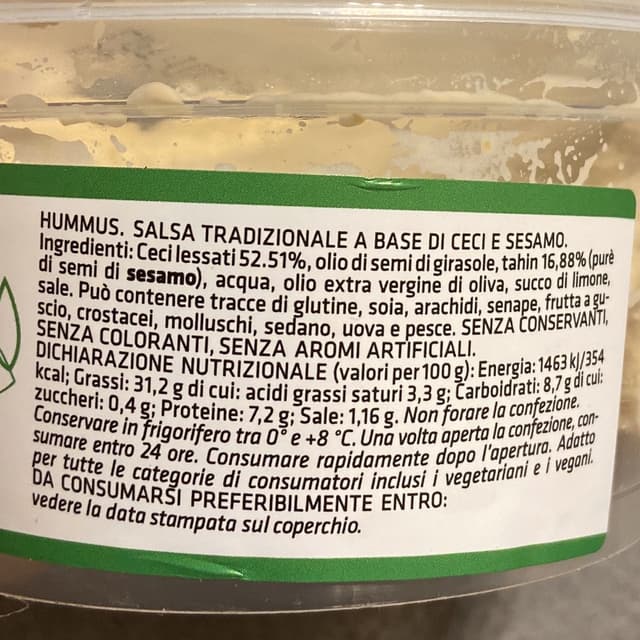 HUMMUS. SALSA TRADIZIONALE A BASE DI CECI E SESAMO.
Ingredienti: Ceci lessati 52.51%, olio di semi di girasole, tahin 16,88% (purè
di semi di sesamo), acqua, olio extra vergine di oliva, succo di limone,
sale. Può contenere tracce di glutine, soia, arachidi, senape, frutta a gu-
scio, crostacei, molluschi, sedano, uova e pesce. SENZA CONSERVANTI,
SENZA COLORANTI, SENZA AROMI ARTIFICIALI.
DICHIARAZIONE NUTRIZIONALE (valori per 100 g): Energia: 1463 kJ/354
kcal; Grassi: 31,2 g di cui: acidi grassi saturi 3,3 g; Carboidrati: 8,7 g di cui:
zuccheri: 0,4 g; Proteine: 7,2 g; Sale: 1,16 g. Non forare la confezione.
Conservare in frigorifero tra 0° e +8 °C. Una volta aperta la confezione, con-
sumare entro 24 ore. Consumare rapidamente dopo l'apertura. Adatto
per tutte le categorie di consumatori inclusi i vegetariani e i vegani.
DA CONSUMARSI PREFERIBILMENTE ENTRO:
vedere la data stampata sul coperchio.